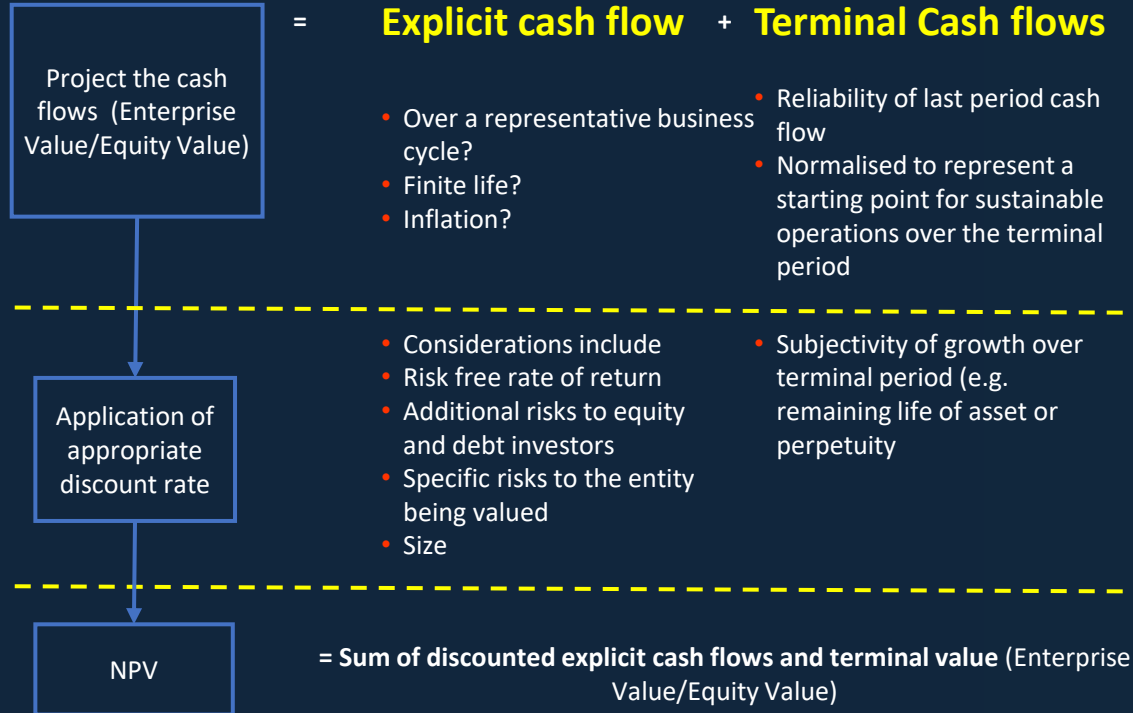 Project the cash
flows (Enterprise
Value/Equity Value)
=
Explicit cash flow
+
Terminal Cash flows
• Over a representative business
cycle?
• Finite life?
• Inflation?
• Reliability of last period cash
flow
• Normalised to represent a
starting point for sustainable
operations over the terminal
period
Application of
appropriate
discount rate
• Considerations include
• Risk free rate of return
• Additional risks to equity
and debt investors
• Specific risks to the entity
being valued
• Size
• Subjectivity of growth over
terminal period (e.g.
remaining life of asset or
perpetuity
NPV
= Sum of discounted explicit cash flows and terminal value (Enterprise
Value/Equity Value)